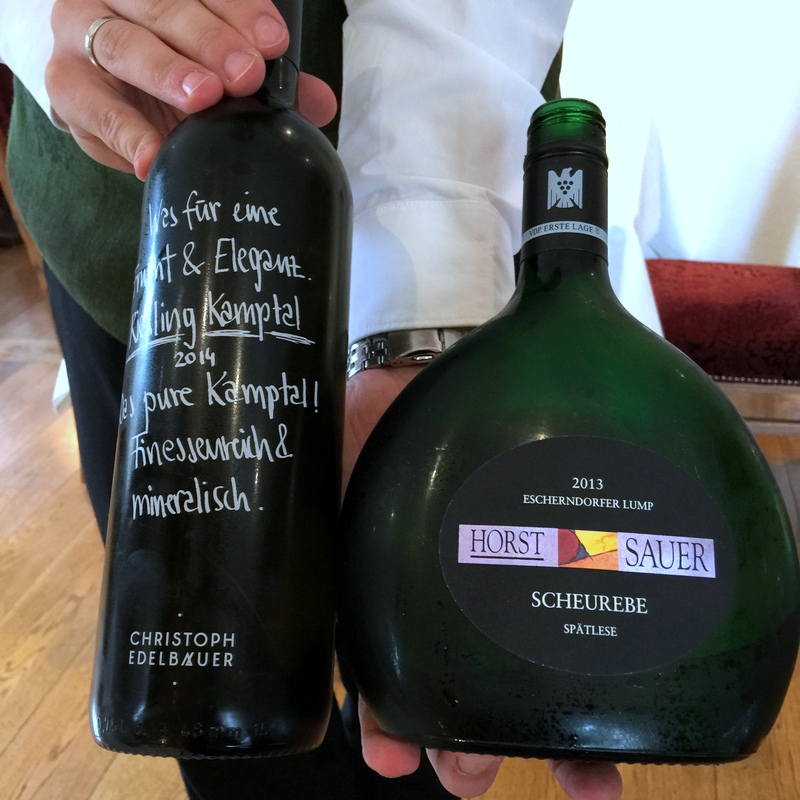 Was für eine
& Eleganz.
Riesling Kamptal
2014
pure Kamptal!
Finessenreich &
mineralisch.
CHRISTOPH
EDELBAUER
VDP. ERSTE LAGE
2013
ESCHERNDORFER LUMP
HORST SAUER
SCHEUREBE
SPÄTLESE